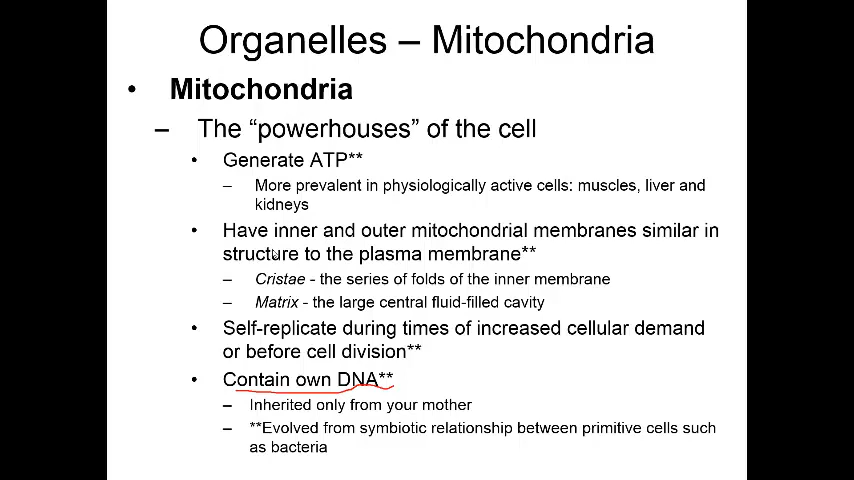 Organelles – Mitochondria
• Mitochondria
– The “powerhouses” of the cell
• Generate ATP**
– More prevalent in physiologically active cells: muscles, liver and
kidneys
• Have inner and outer mitochondrial membranes similar in
structure to the plasma membrane**
– Cristae - the series of folds of the inner membrane
– Matrix - the large central fluid-filled cavity
• Self-replicate during times of increased cellular demand
or before cell division**
• Contain own DNA**
– Inherited only from your mother
– **Evolved from symbiotic relationship between primitive cells such
as bacteria